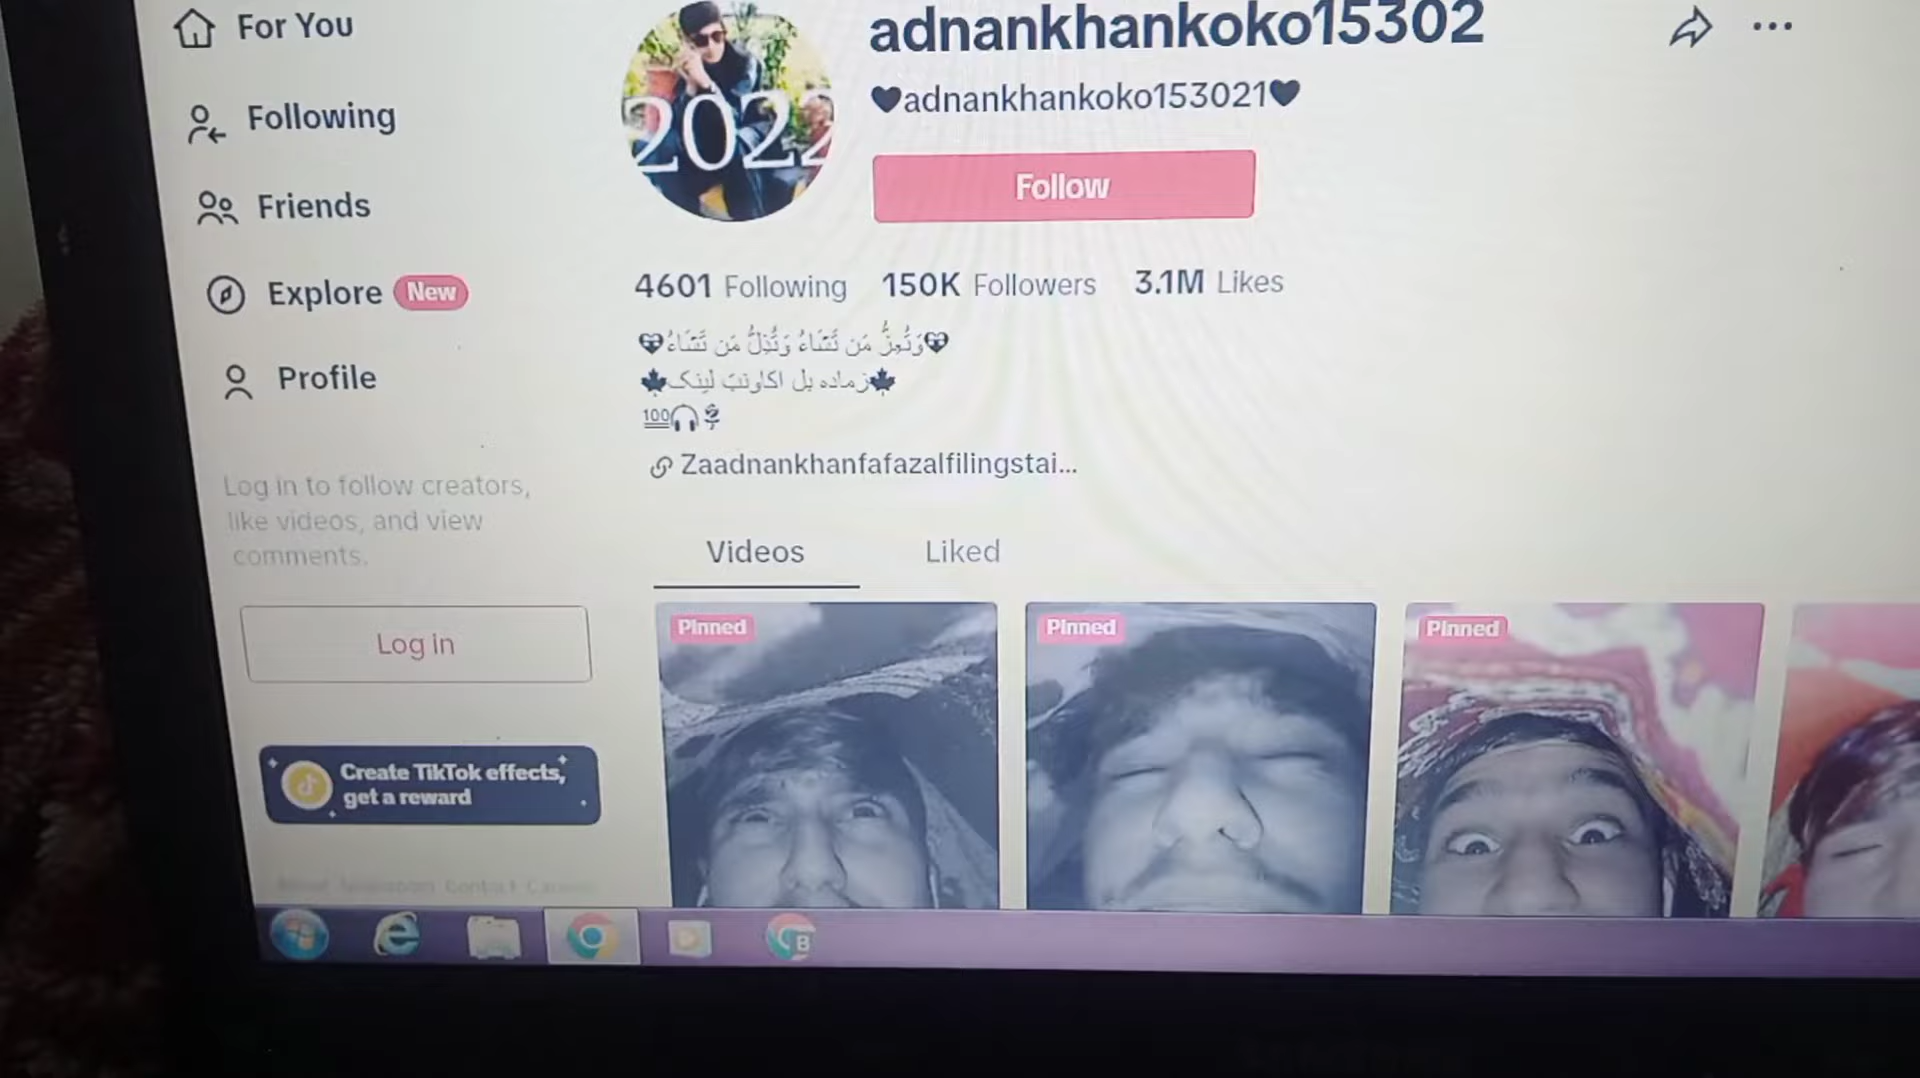 For You
Following
Friends
Explore New
Profile
Log in to follow creators,
like videos, and view
comments.
Log in
Create TikTok effects,
get a reward
adnankhankoko15302
🖤adnankhankoko153021🖤
2022
Follow
4601 Following 150K Followers 3.1M Likes
وَتُعِزُّ مَن تَشَاءُ وَتُذِلُّ مَن تَشَاءُ
🍁زماده بل اکاونټ لینک🍁
💯🎧🌹
Zaadnankhanfafazalfilingstai...
Videos Liked
Pinned
Pinned
Pinned